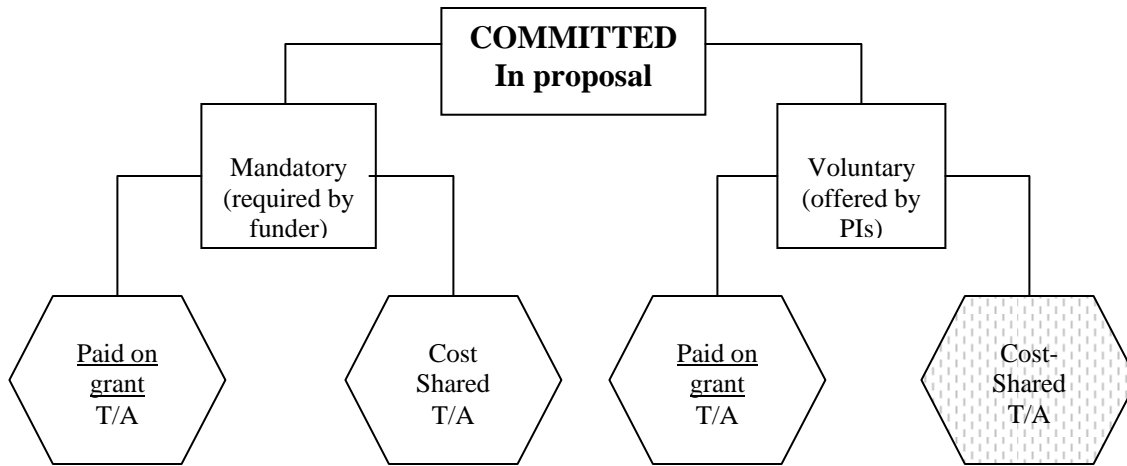 COMMITTED
In proposal
Mandatory
(required by
funder)
Voluntary
(offered by
PIs)
Paid on
grant
T/A
Cost
Shared
T/A
Paid on
grant
T/A
Cost-
Shared
T/A